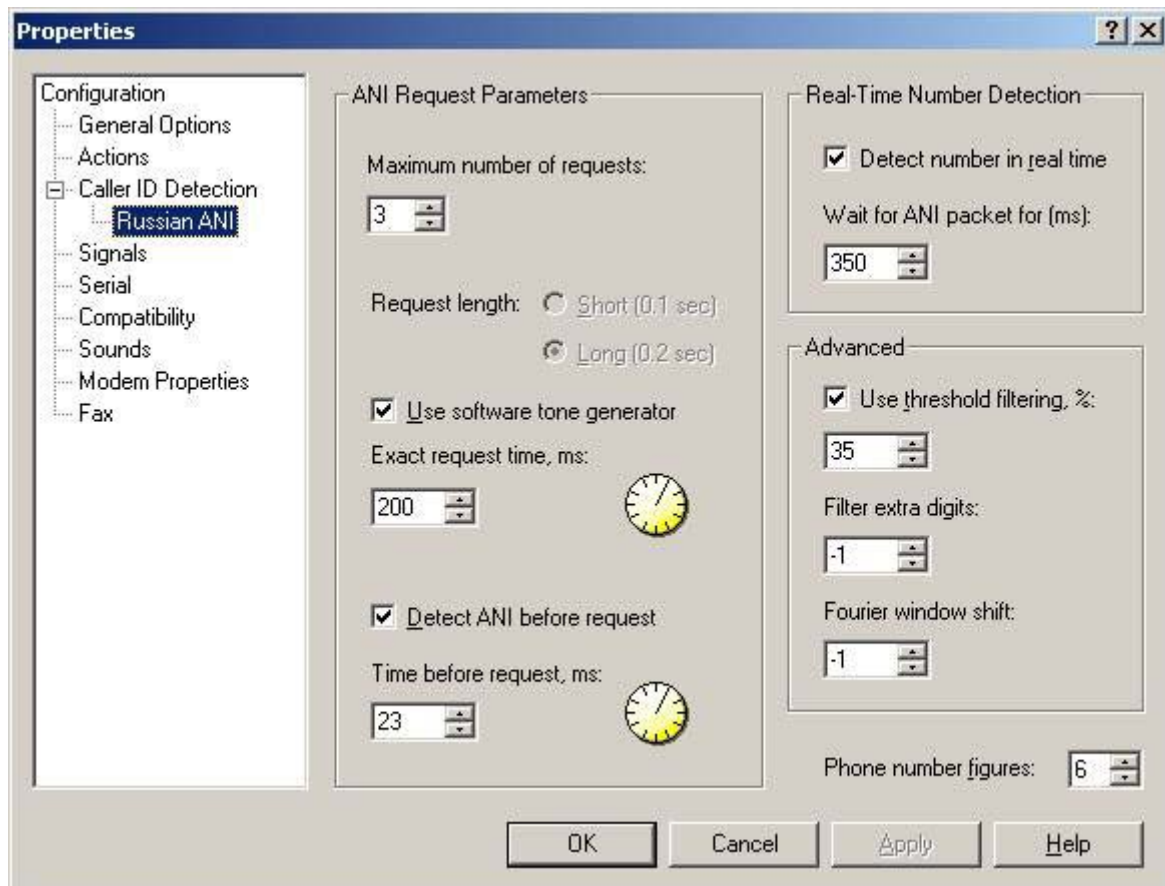 Properties
Configuration
General Options
Actions
Caller ID Detection
Russian ANI
Signals
Serial
Compatibility
Sounds
Modem Properties
Fax
ANI Request Parameters
Maximum number of requests:
3
Request length:
Short (0.1 sec)
Long (0.2 sec)
Use software tone generator
Exact request time, ms:
200
Detect ANI before request
Time before request, ms:
23
Real-Time Number Detection
Detect number in real time
Wait for ANI packet for (ms):
350
Advanced
Use threshold filtering, %:
35
Filter extra digits:
-1
Fourier window shift:
-1
Phone number figures:
6
OK
Cancel
Apply
Help